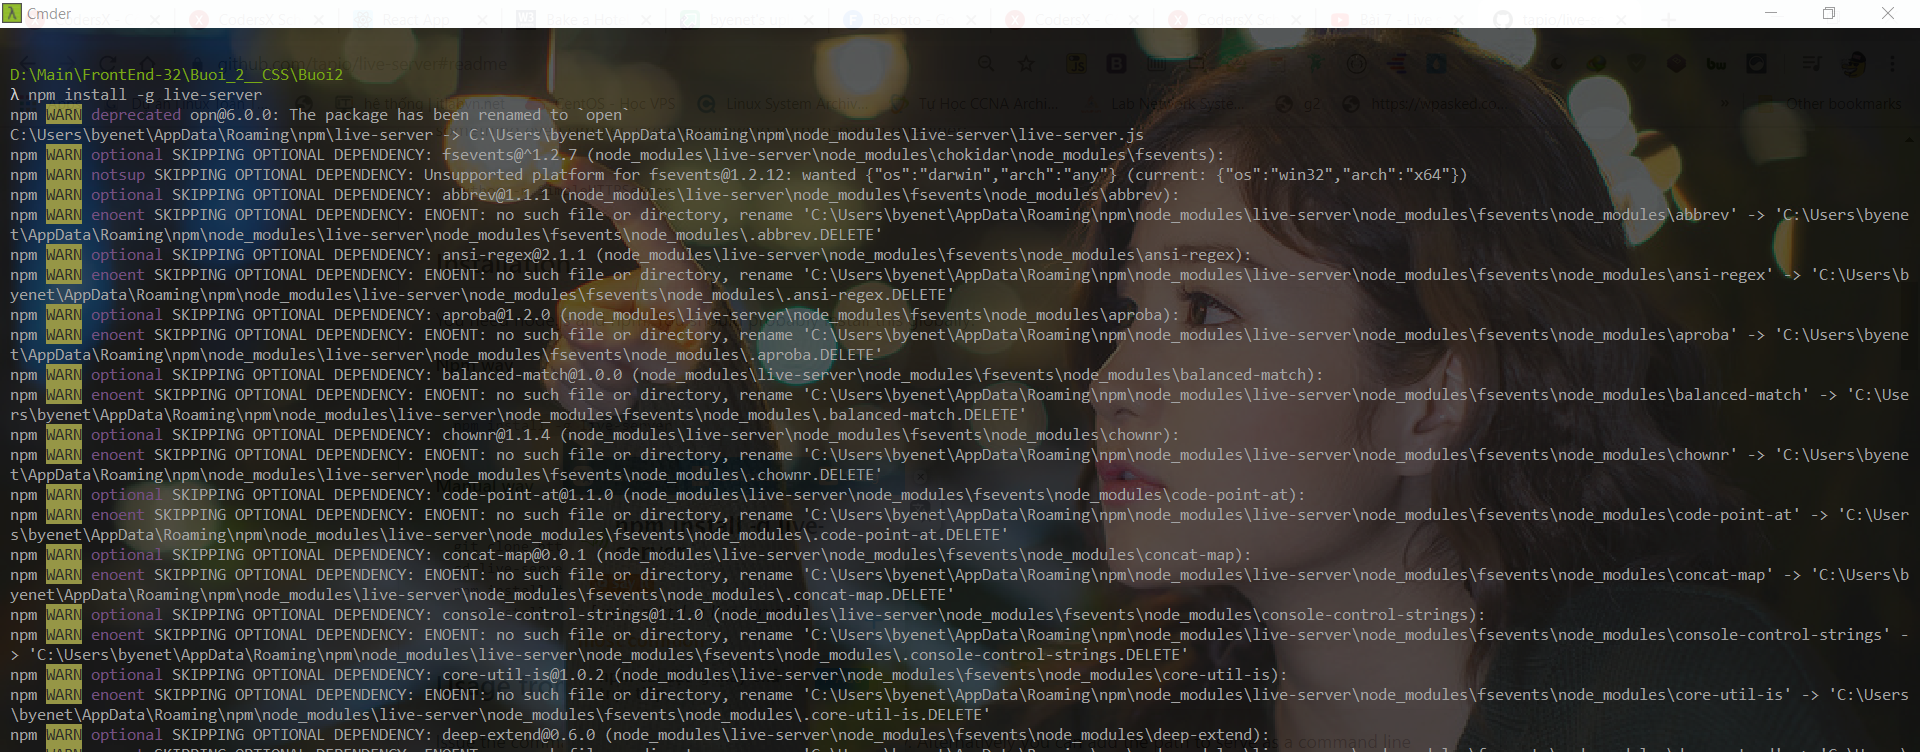 Cmder
D:\Main\FrontEnd-32\Buoi_2__CSS\Buoi2
λ npm install -g live-server
npm WARN deprecated opn@6.0.0: The package has been renamed to `open`
C:\Users\byenet\AppData\Roaming\npm\live-server -> C:\Users\byenet\AppData\Roaming\npm\node_modules\live-server\live-server.js
npm WARN optional SKIPPING OPTIONAL DEPENDENCY: fsevents@^1.2.7 (node_modules\live-server\node_modules\chokidar\node_modules\fsevents):
npm WARN notsup SKIPPING OPTIONAL DEPENDENCY: Unsupported platform for fsevents@1.2.12: wanted {"os":"darwin","arch":"any"} (current: {"os":"win32","arch":"x64"})
npm WARN optional SKIPPING OPTIONAL DEPENDENCY: abbrev@1.1.1 (node_modules\live-server\node_modules\fsevents\node_modules\abbrev):
npm WARN enoent SKIPPING OPTIONAL DEPENDENCY: ENOENT: no such file or directory, rename 'C:\Users\byenet\AppData\Roaming\npm\node_modules\live-server\node_modules\fsevents\node_modules\abbrev' -> 'C:\Users\byene
t\AppData\Roaming\npm\node_modules\live-server\node_modules\fsevents\node_modules\.abbrev.DELETE'
npm WARN optional SKIPPING OPTIONAL DEPENDENCY: ansi-regex@2.1.1 (node_modules\live-server\node_modules\fsevents\node_modules\ansi-regex):
npm WARN enoent SKIPPING OPTIONAL DEPENDENCY: ENOENT: no such file or directory, rename 'C:\Users\byenet\AppData\Roaming\npm\node_modules\live-server\node_modules\fsevents\node_modules\ansi-regex' -> 'C:\Users\b
yenet\AppData\Roaming\npm\node_modules\live-server\node_modules\fsevents\node_modules\.ansi-regex.DELETE'
npm WARN optional SKIPPING OPTIONAL DEPENDENCY: aproba@1.2.0 (node_modules\live-server\node_modules\fsevents\node_modules\aproba):
npm WARN enoent SKIPPING OPTIONAL DEPENDENCY: ENOENT: no such file or directory, rename 'C:\Users\byenet\AppData\Roaming\npm\node_modules\live-server\node_modules\fsevents\node_modules\aproba' -> 'C:\Users\byene
t\AppData\Roaming\npm\node_modules\live-server\node_modules\fsevents\node_modules\.aproba.DELETE'
npm WARN optional SKIPPING OPTIONAL DEPENDENCY: balanced-match@1.0.0 (node_modules\live-server\node_modules\fsevents\node_modules\balanced-match):
npm WARN enoent SKIPPING OPTIONAL DEPENDENCY: ENOENT: no such file or directory, rename 'C:\Users\byenet\AppData\Roaming\npm\node_modules\live-server\node_modules\fsevents\node_modules\balanced-match' -> 'C:\Use
rs\byenet\AppData\Roaming\npm\node_modules\live-server\node_modules\fsevents\node_modules\.balanced-match.DELETE'
npm WARN optional SKIPPING OPTIONAL DEPENDENCY: chownr@1.1.4 (node_modules\live-server\node_modules\fsevents\node_modules\chownr):
npm WARN enoent SKIPPING OPTIONAL DEPENDENCY: ENOENT: no such file or directory, rename 'C:\Users\byenet\AppData\Roaming\npm\node_modules\live-server\node_modules\fsevents\node_modules\chownr' -> 'C:\Users\byene
t\AppData\Roaming\npm\node_modules\live-server\node_modules\fsevents\node_modules\.chownr.DELETE'
npm WARN optional SKIPPING OPTIONAL DEPENDENCY: code-point-at@1.1.0 (node_modules\live-server\node_modules\fsevents\node_modules\code-point-at):
npm WARN enoent SKIPPING OPTIONAL DEPENDENCY: ENOENT: no such file or directory, rename 'C:\Users\byenet\AppData\Roaming\npm\node_modules\live-server\node_modules\fsevents\node_modules\code-point-at' -> 'C:\User
s\byenet\AppData\Roaming\npm\node_modules\live-server\node_modules\fsevents\node_modules\.code-point-at.DELETE'
npm WARN optional SKIPPING OPTIONAL DEPENDENCY: concat-map@0.0.1 (node_modules\live-server\node_modules\fsevents\node_modules\concat-map):
npm WARN enoent SKIPPING OPTIONAL DEPENDENCY: ENOENT: no such file or directory, rename 'C:\Users\byenet\AppData\Roaming\npm\node_modules\live-server\node_modules\fsevents\node_modules\concat-map' -> 'C:\Users\b
yenet\AppData\Roaming\npm\node_modules\live-server\node_modules\fsevents\node_modules\.concat-map.DELETE'
npm WARN optional SKIPPING OPTIONAL DEPENDENCY: console-control-strings@1.1.0 (node_modules\live-server\node_modules\fsevents\node_modules\console-control-strings):
npm WARN enoent SKIPPING OPTIONAL DEPENDENCY: ENOENT: no such file or directory, rename 'C:\Users\byenet\AppData\Roaming\npm\node_modules\live-server\node_modules\fsevents\node_modules\console-control-strings' -
> 'C:\Users\byenet\AppData\Roaming\npm\node_modules\live-server\node_modules\fsevents\node_modules\.console-control-strings.DELETE'
npm WARN optional SKIPPING OPTIONAL DEPENDENCY: core-util-is@1.0.2 (node_modules\live-server\node_modules\fsevents\node_modules\core-util-is):
npm WARN enoent SKIPPING OPTIONAL DEPENDENCY: ENOENT: no such file or directory, rename 'C:\Users\byenet\AppData\Roaming\npm\node_modules\live-server\node_modules\fsevents\node_modules\core-util-is' -> 'C:\Users
\byenet\AppData\Roaming\npm\node_modules\live-server\node_modules\fsevents\node_modules\.core-util-is.DELETE'
npm WARN optional SKIPPING OPTIONAL DEPENDENCY: deep-extend@0.6.0 (node_modules\live-server\node_modules\fsevents\node_modules\deep-extend):